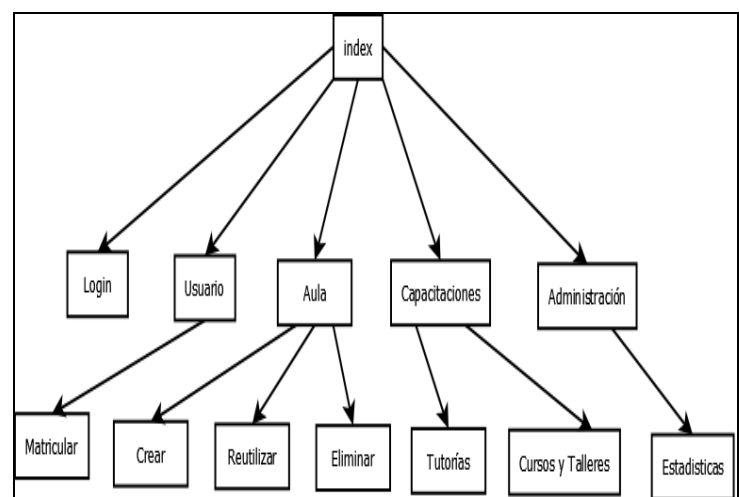 index
Login
Usuario
Aula
Capacitaciones
Administración
Matricular
Crear
Reutilizar
Eliminar
Tutorías
Cursos y Talleres
Estadisticas